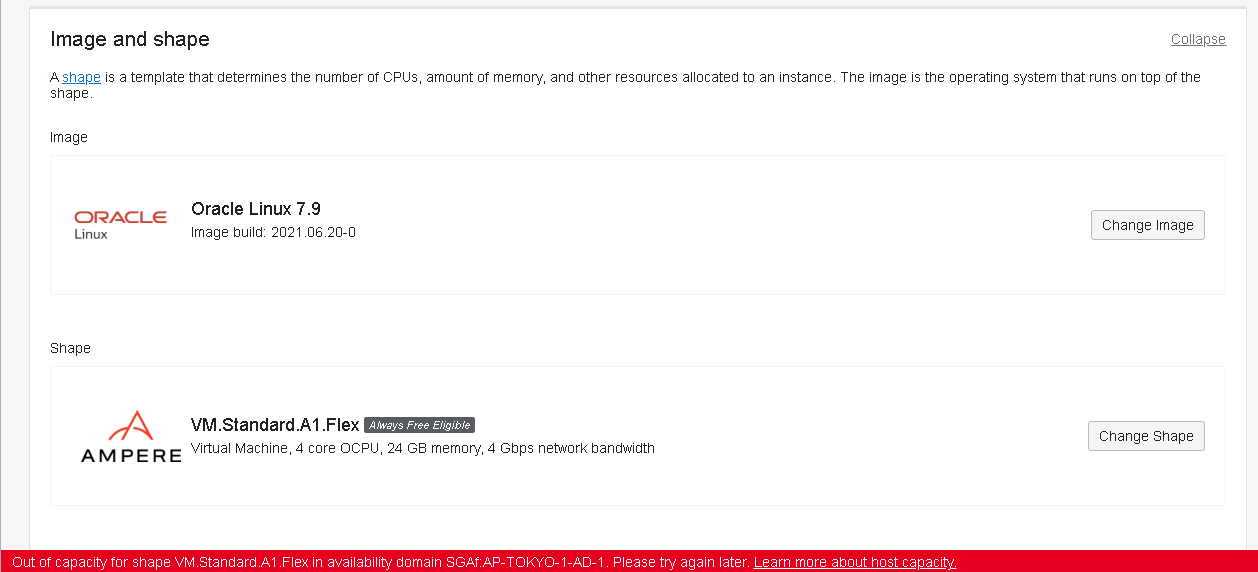 Image and shape
Collapse
A shape is a template that determines the number of CPUs, amount of memory, and other resources allocated to an instance. The image is the operating system that runs on top of the
shape.
Image
ORACLE
Linux
Oracle Linux 7.9
Image build: 2021.06.20-0
Change Image
Shape
AMPERE
VM.Standard.A1.Flex Always Free Eligible
Virtual Machine, 4 core OCPU, 24 GB memory, 4 Gbps network bandwidth
Change Shape
Out of capacity for shape VM.Standard.A1.Flex in availability domain SGAf:AP-TOKYO-1-AD-1. Please try again later. Learn more about host capacity.